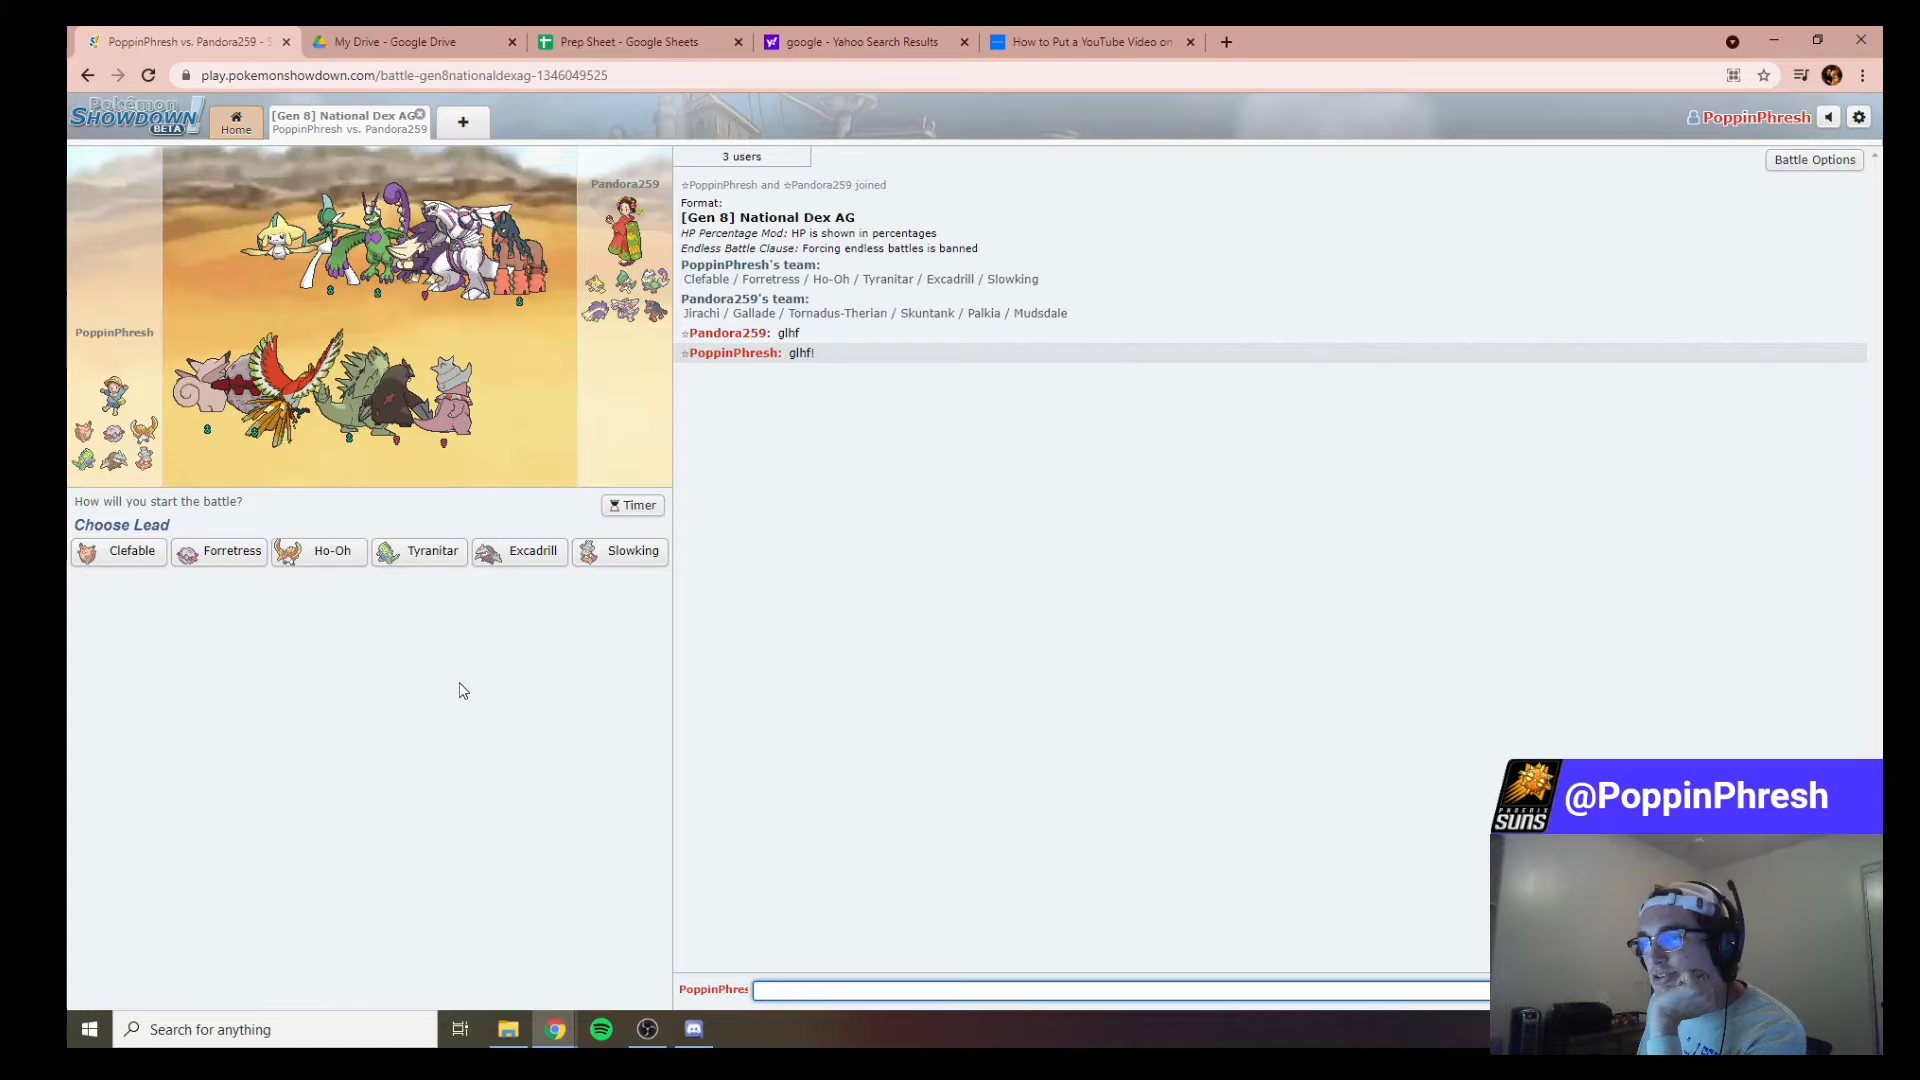 PoppinPhresh vs. Pandora259 - S
My Drive - Google Drive
Prep Sheet - Google Sheets
google - Yahoo Search Results
How to Put a YouTube Video on
play.pokemonshowdown.com/battle-gen8nationaldexag-1346049525
Pokémon
SHOWDOWN!
BETA
Home
[Gen 8] National Dex AG
PoppinPhresh vs. Pandora259
PoppinPhresh
Pandora259
PoppinPhresh
3 users
Battle Options
☆PoppinPhresh and ☆Pandora259 joined
Format:
[Gen 8] National Dex AG
HP Percentage Mod: HP is shown in percentages
Endless Battle Clause: Forcing endless battles is banned
PoppinPhresh's team:
Clefable / Forretress / Ho-Oh / Tyranitar / Excadrill / Slowking
Pandora259's team:
Jirachi / Gallade / Tornadus-Therian / Skuntank / Palkia / Mudsdale
☆Pandora259: glhf
☆PoppinPhresh: glhf!
How will you start the battle?
Timer
Choose Lead
Clefable
Forretress
Ho-Oh
Tyranitar
Excadrill
Slowking
PHOENIX
SUNS
@PoppinPhresh
PoppinPhres
Search for anything